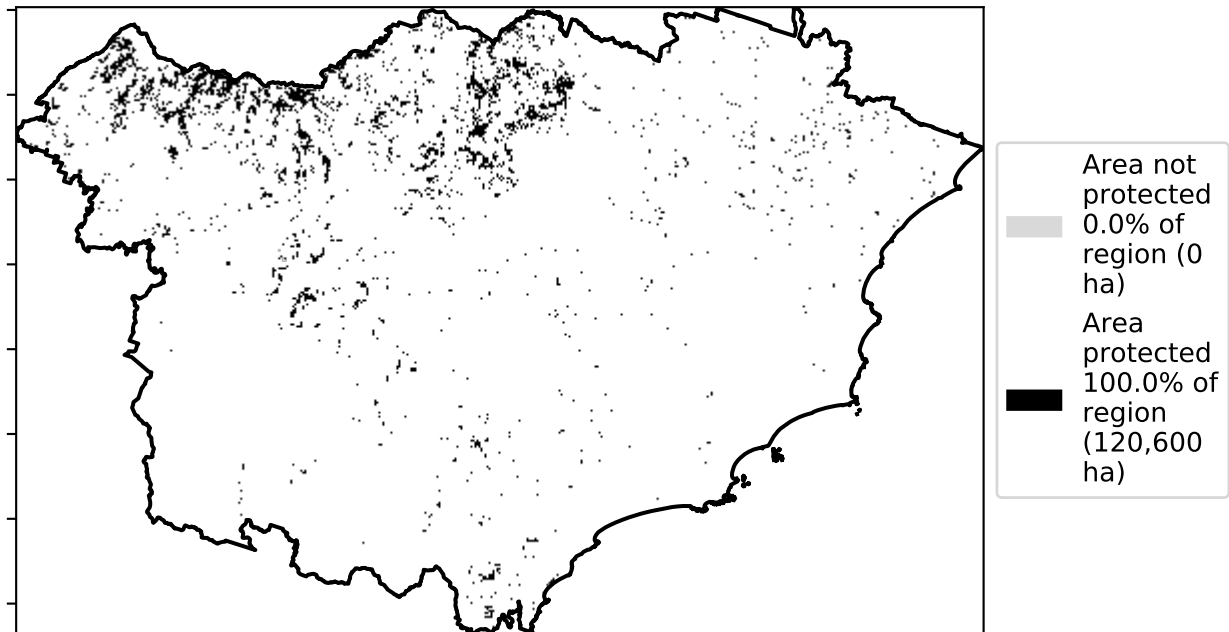 Area not
protected
0.0% of
region (0
ha)
Area
protected
100.0% of
region
(120,600
ha)